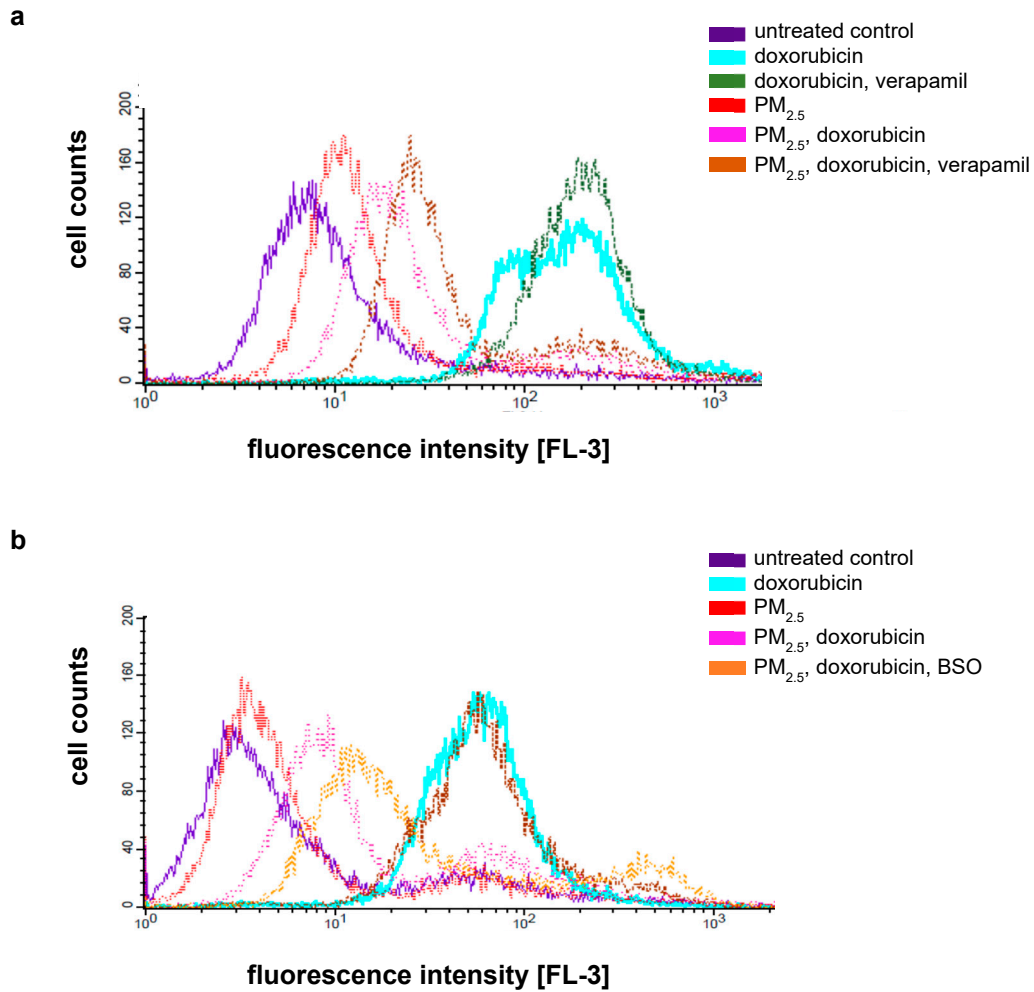 a
untreated control
doxorubicin
doxorubicin, verapamil
PM2.5
PM2.5, doxorubicin
PM2.5, doxorubicin, verapamil
200
160
120
80
40
0
cell counts
10^0 10^1 10^2 10^3
fluorescence intensity [FL-3]
b
untreated control
doxorubicin
PM2.5
PM2.5, doxorubicin
PM2.5, doxorubicin, BSO
200
160
120
80
40
0
cell counts
10^0 10^1 10^2 10^3
fluorescence intensity [FL-3]